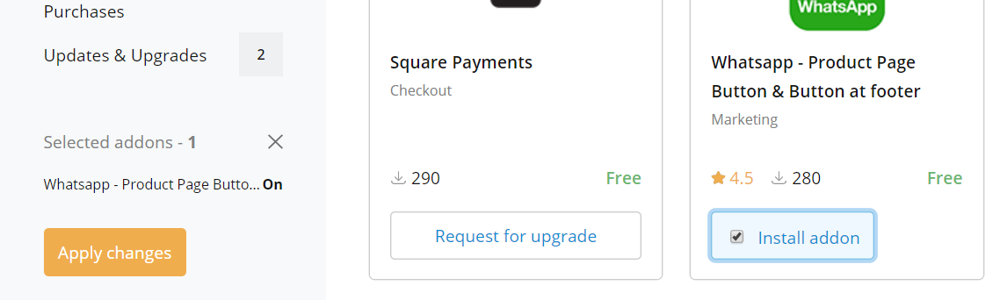 Purchases
Updates & Upgrades 2
Selected addons - 1
Whatsapp - Product Page Butto... On
Apply changes
Square Payments
Checkout
290 Free
Request for upgrade
WhatsApp
Whatsapp - Product Page
Button & Button at footer
Marketing
4.5 280 Free
Install addon